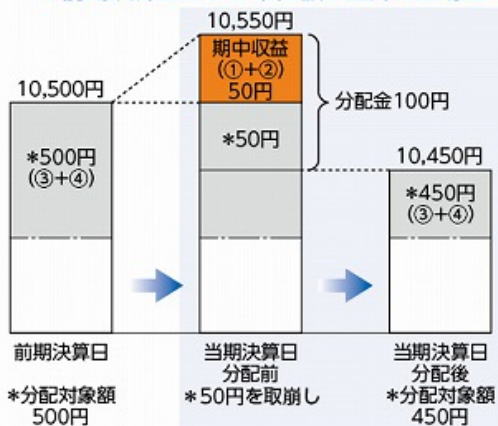 10,550円
10,500円
期中収益
(①+②)
50円
分配金100円
*500円
(③+④)
*50円
10,450円
*450円
(③+④)
前期決算日
当期決算日
分配前
当期決算日
分配後
*分配対象額
500円
*50円を取崩し
*分配対象額
450円